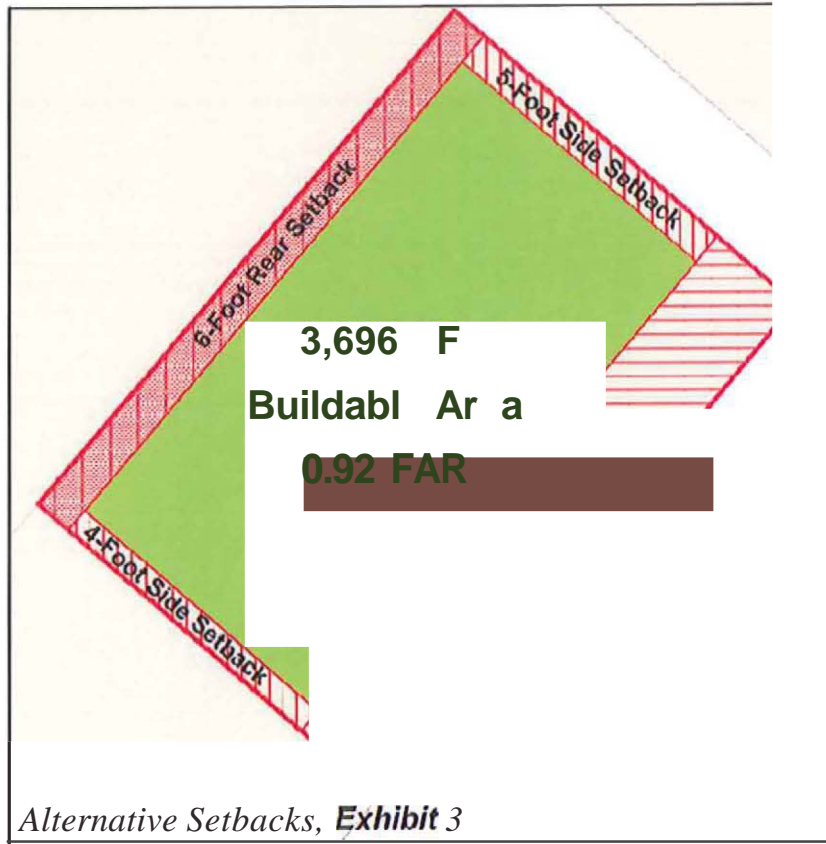 5-Foot Side Setback
6-Foot Rear Setback
3,696 F
Buildabl Ar a
0.92 FAR
4-Foot Side Setback
Alternative Setbacks, Exhibit 3